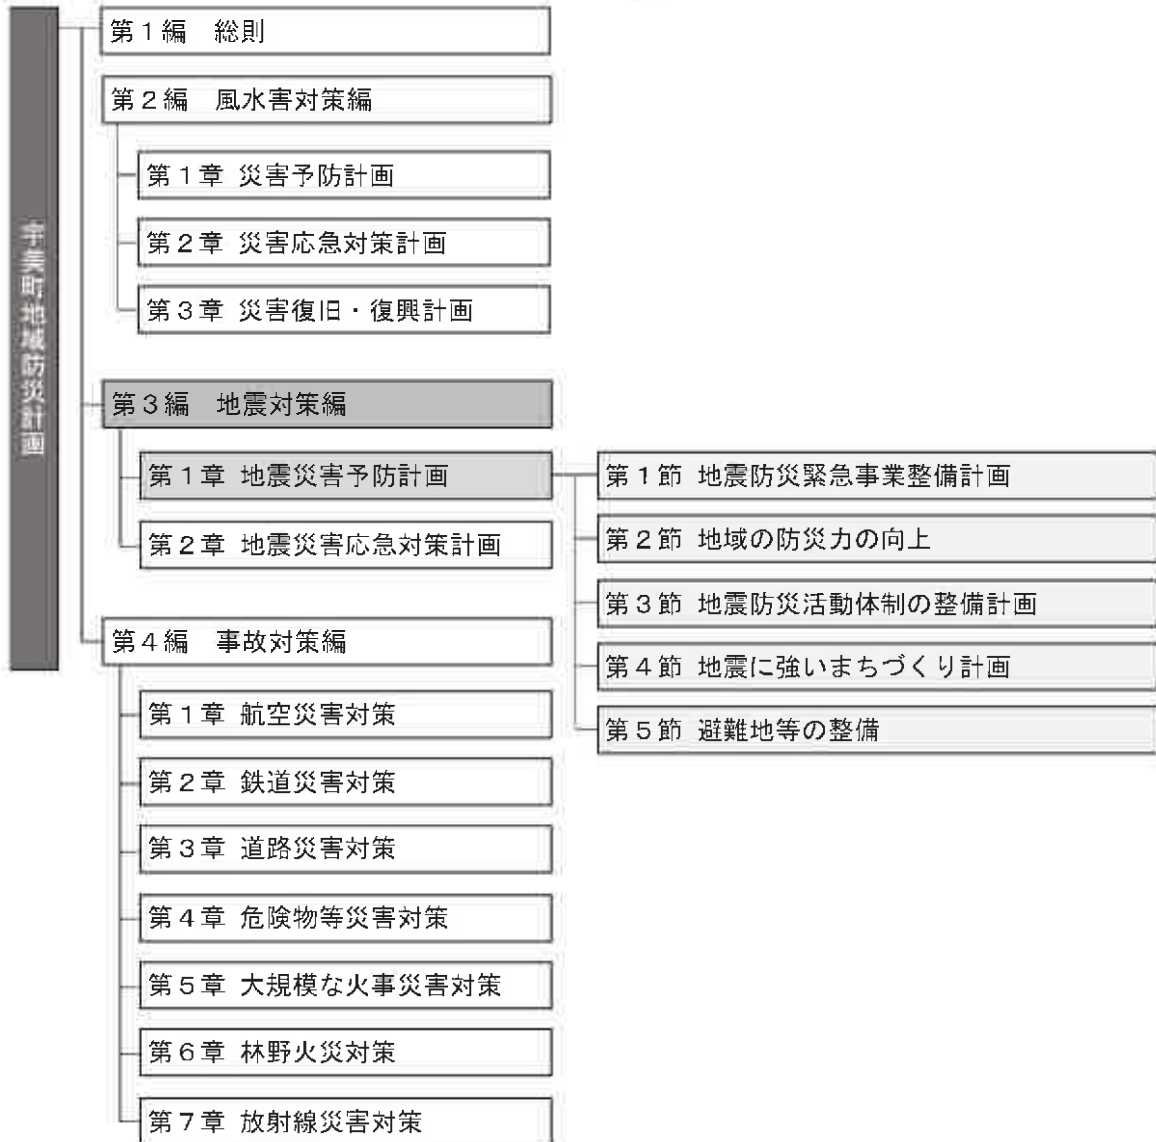 宇美町地域防災計画
第１編　総則
第２編　風水害対策編
第１章 災害予防計画
第２章 災害応急対策計画
第３章 災害復旧・復興計画
第３編　地震対策編
第１章 地震災害予防計画
第１節 地震防災緊急事業整備計画
第２節 地域の防災力の向上
第３節 地震防災活動体制の整備計画
第４節 地震に強いまちづくり計画
第５節 避難地等の整備
第２章 地震災害応急対策計画
第４編　事故対策編
第１章 航空災害対策
第２章 鉄道災害対策
第３章 道路災害対策
第４章 危険物等災害対策
第５章 大規模な火事災害対策
第６章 林野火災対策
第７章 放射線災害対策